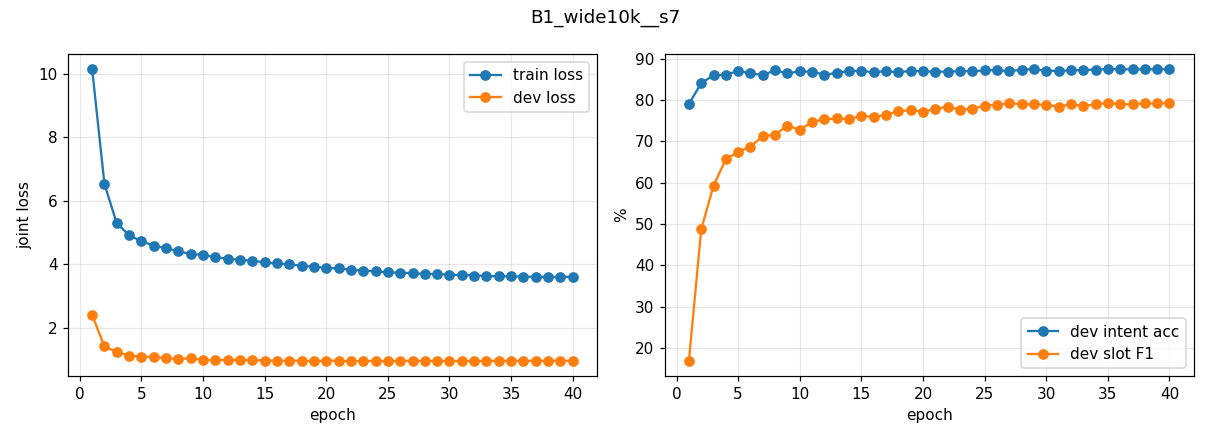 B1_wide10k__s7
joint loss
10
8
6
4
2
train loss
dev loss
0 5 10 15 20 25 30 35 40
epoch
%
90
80
70
60
50
40
30
20
dev intent acc
dev slot F1
0 5 10 15 20 25 30 35 40
epoch